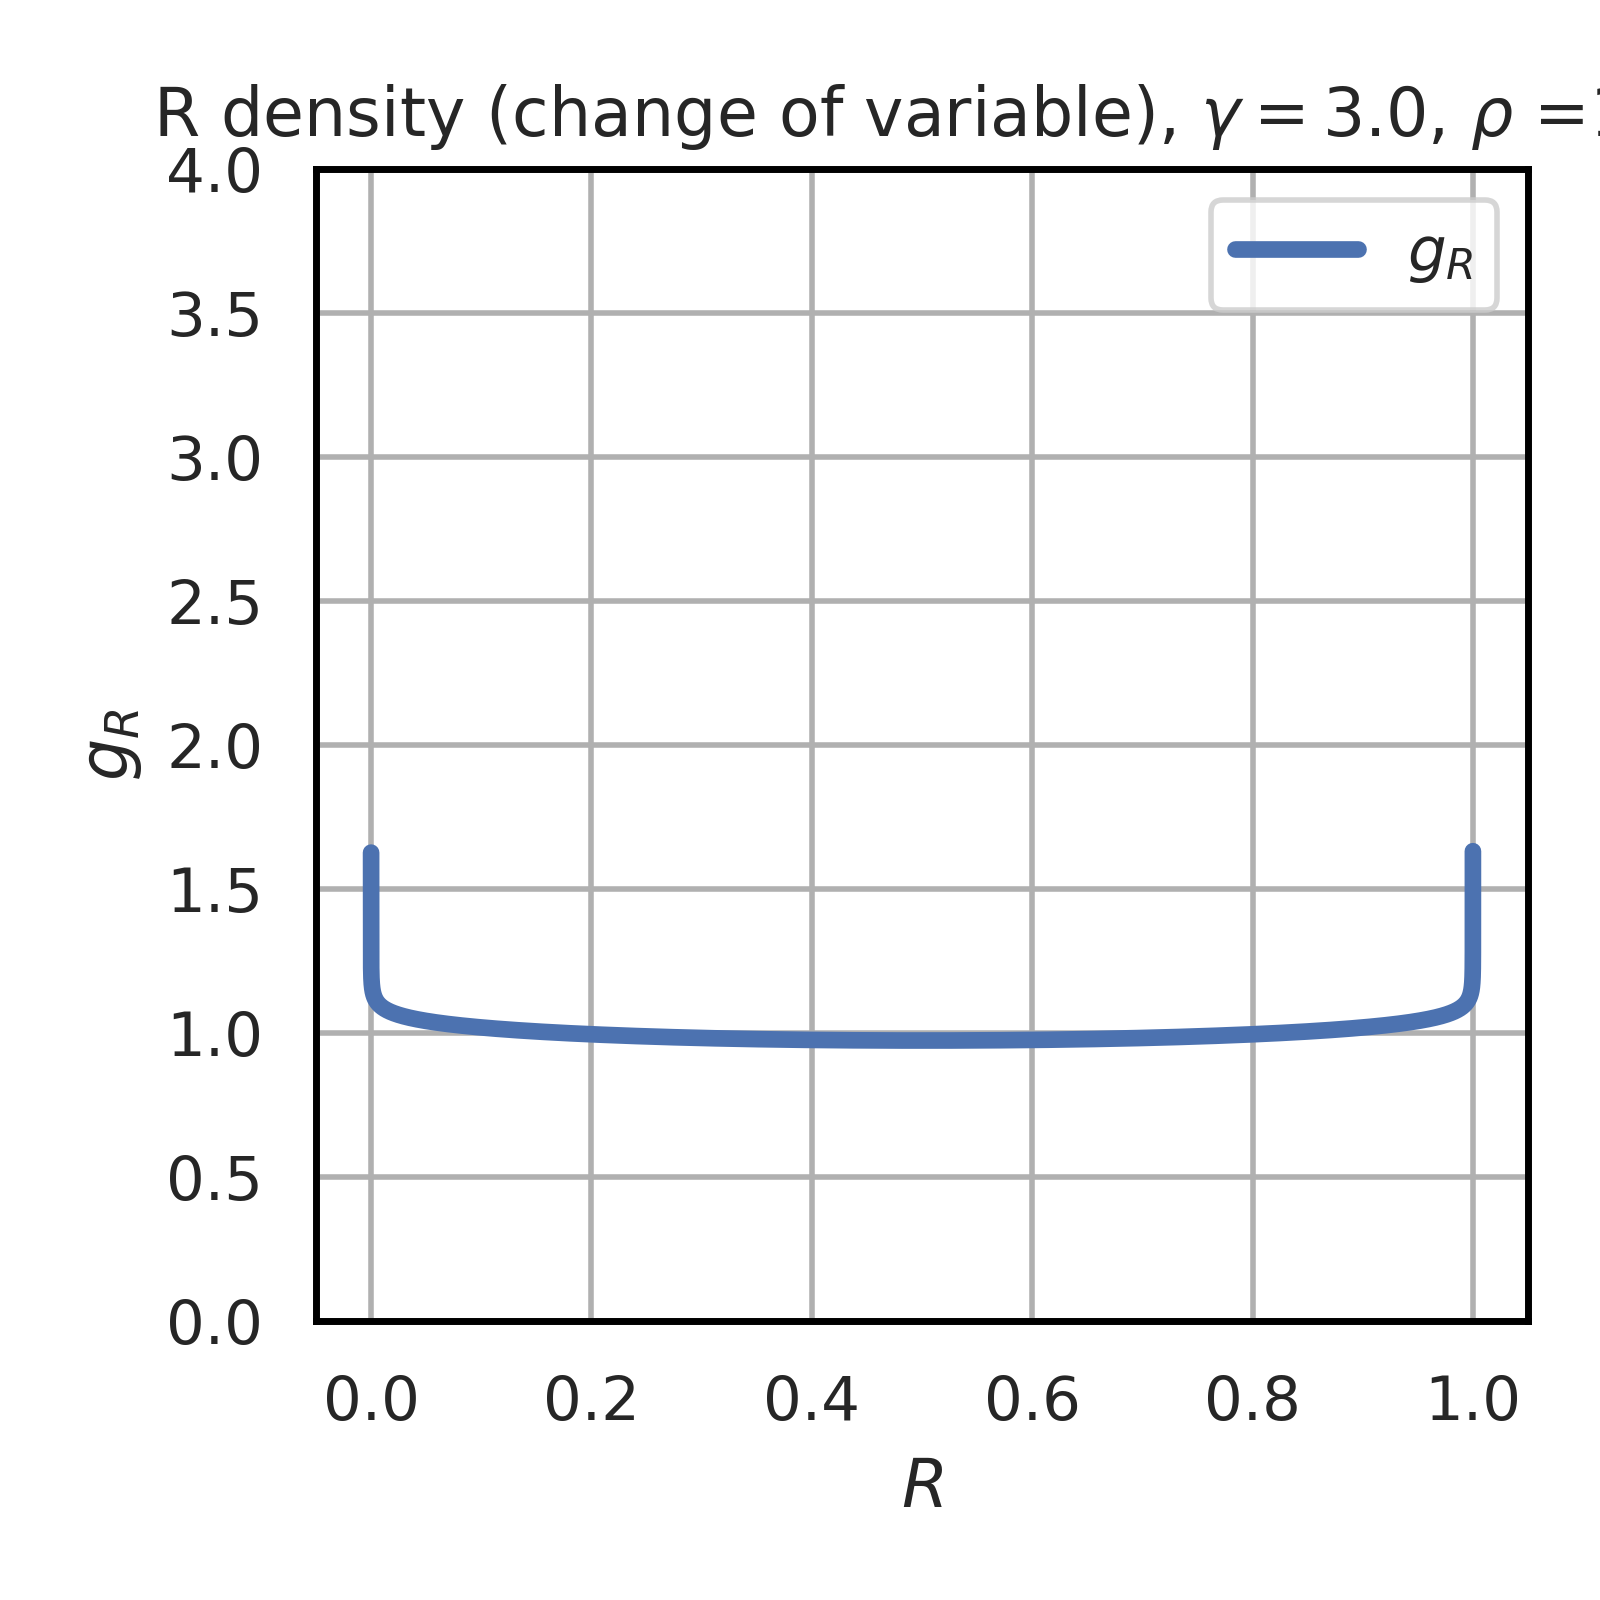 R density (change of variable), γ = 3.0, ρ =
4.0
g_R
3.5
3.0
2.5
2.0
g_R
1.5
1.0
0.5
0.0
0.0 0.2 0.4 0.6 0.8 1.0
R